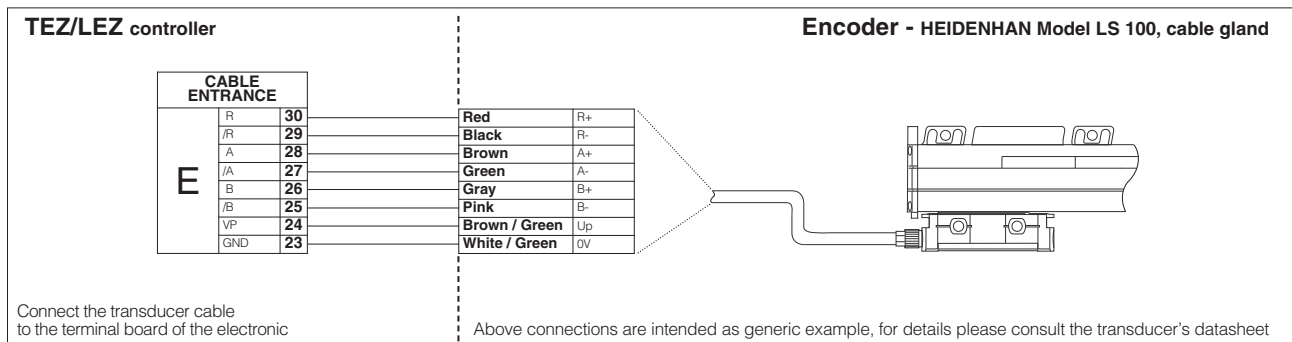 TEZ/LEZ controller
Encoder - HEIDENHAN Model LS 100, cable gland
CABLE
ENTRANCE
E
R 30 Red R+
/R 29 Black R-
A 28 Brown A+
/A 27 Green A-
B 26 Gray B+
/B 25 Pink B-
VP 24 Brown / Green Up
GND 23 White / Green 0V
Connect the transducer cable
to the terminal board of the electronic
Above connections are intended as generic example, for details please consult the transducer's datasheet